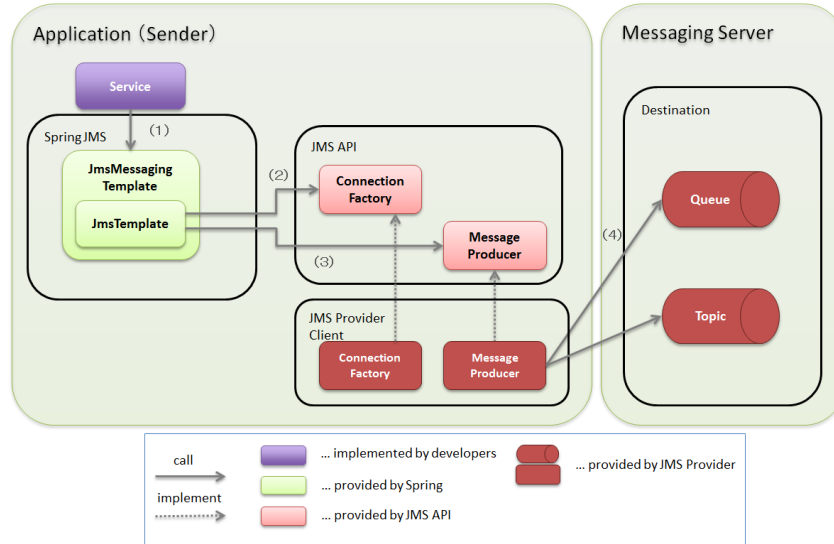 Application (Sender)
Messaging Server
Service
(1)
Spring JMS
JmsMessaging
Template
JmsTemplate
(2)
(3)
JMS API
Connection
Factory
Message
Producer
JMS Provider
Client
Connection
Factory
Message
Producer
(4)
Destination
Queue
Topic
call
implement
... implemented by developers
... provided by Spring
... provided by JMS API
... provided by JMS Provider